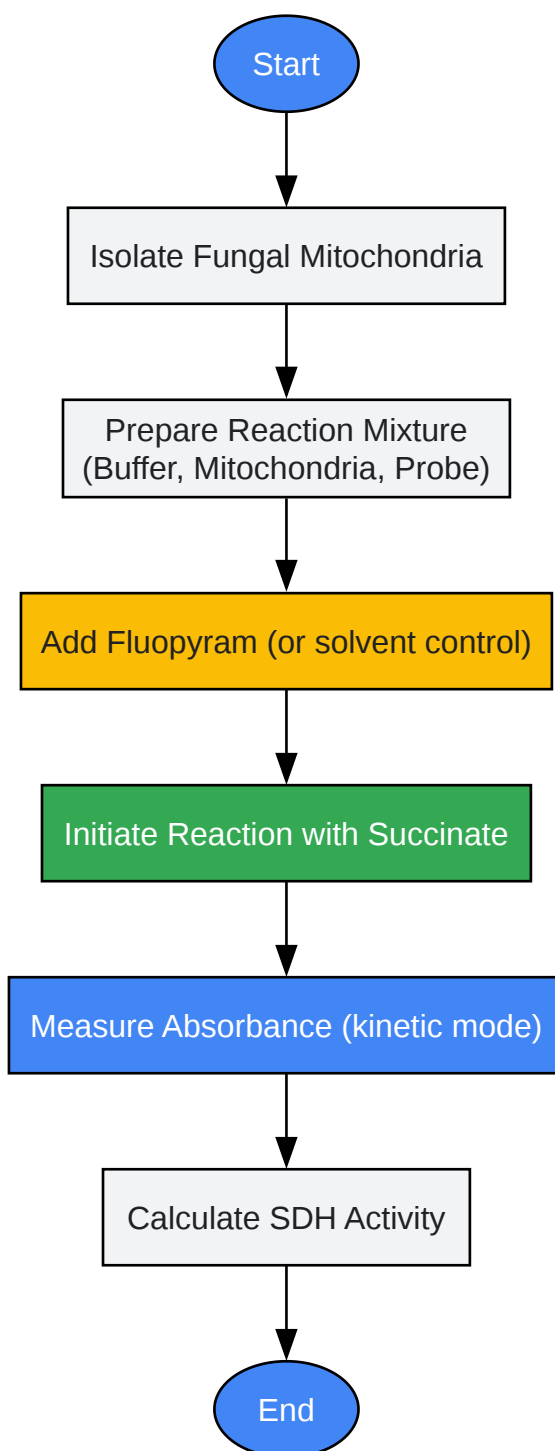 Start
Isolate Fungal Mitochondria
Prepare Reaction Mixture
(Buffer, Mitochondria, Probe)
Add Fluopyram (or solvent control)
Initiate Reaction with Succinate
Measure Absorbance (kinetic mode)
Calculate SDH Activity
End